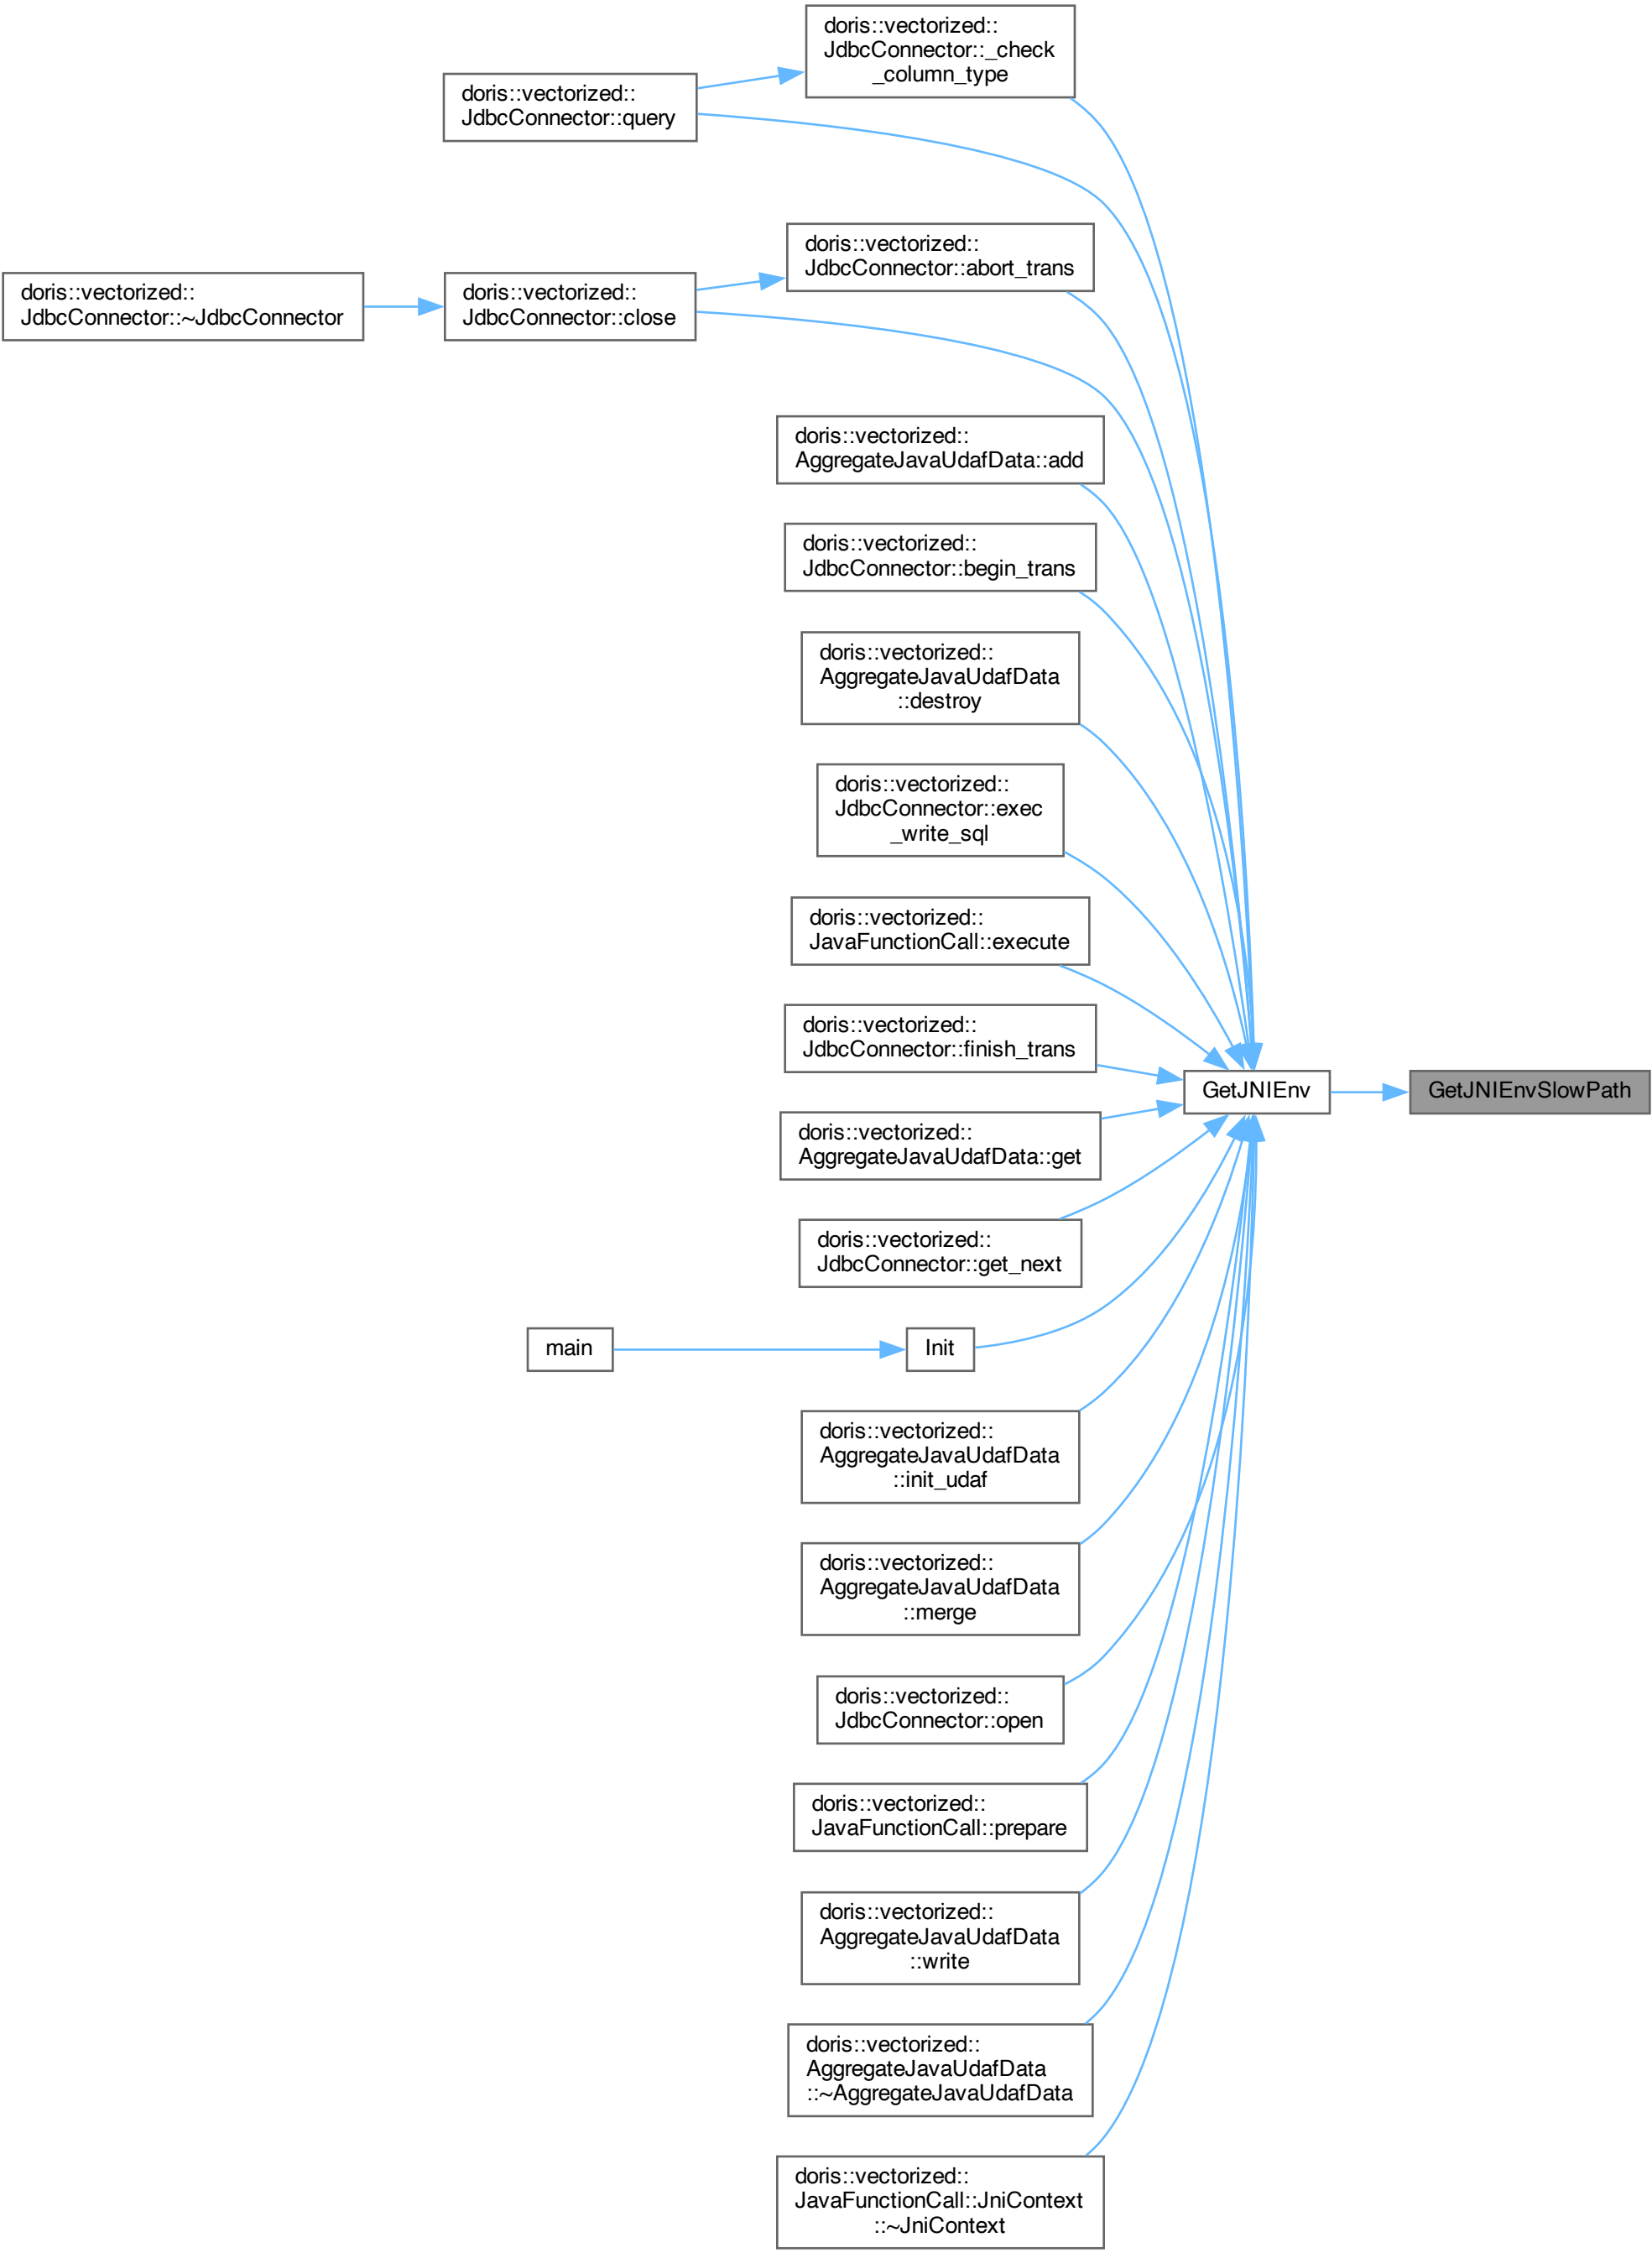 doris::vectorized::
JdbcConnector::_check
_column_type
doris::vectorized::
JdbcConnector::query
doris::vectorized::
JdbcConnector::abort_trans
doris::vectorized::
JdbcConnector::~JdbcConnector
doris::vectorized::
JdbcConnector::close
doris::vectorized::
AggregateJavaUdafData::add
doris::vectorized::
JdbcConnector::begin_trans
doris::vectorized::
AggregateJavaUdafData
::destroy
doris::vectorized::
JdbcConnector::exec
_write_sql
doris::vectorized::
JavaFunctionCall::execute
doris::vectorized::
JdbcConnector::finish_trans
GetJNIEnv
GetJNIEnvSlowPath
doris::vectorized::
AggregateJavaUdafData::get
doris::vectorized::
JdbcConnector::get_next
main
Init
doris::vectorized::
AggregateJavaUdafData
::init_udaf
doris::vectorized::
AggregateJavaUdafData
::merge
doris::vectorized::
JdbcConnector::open
doris::vectorized::
JavaFunctionCall::prepare
doris::vectorized::
AggregateJavaUdafData
::write
doris::vectorized::
AggregateJavaUdafData
::~AggregateJavaUdafData
doris::vectorized::
JavaFunctionCall::JniContext
::~JniContext